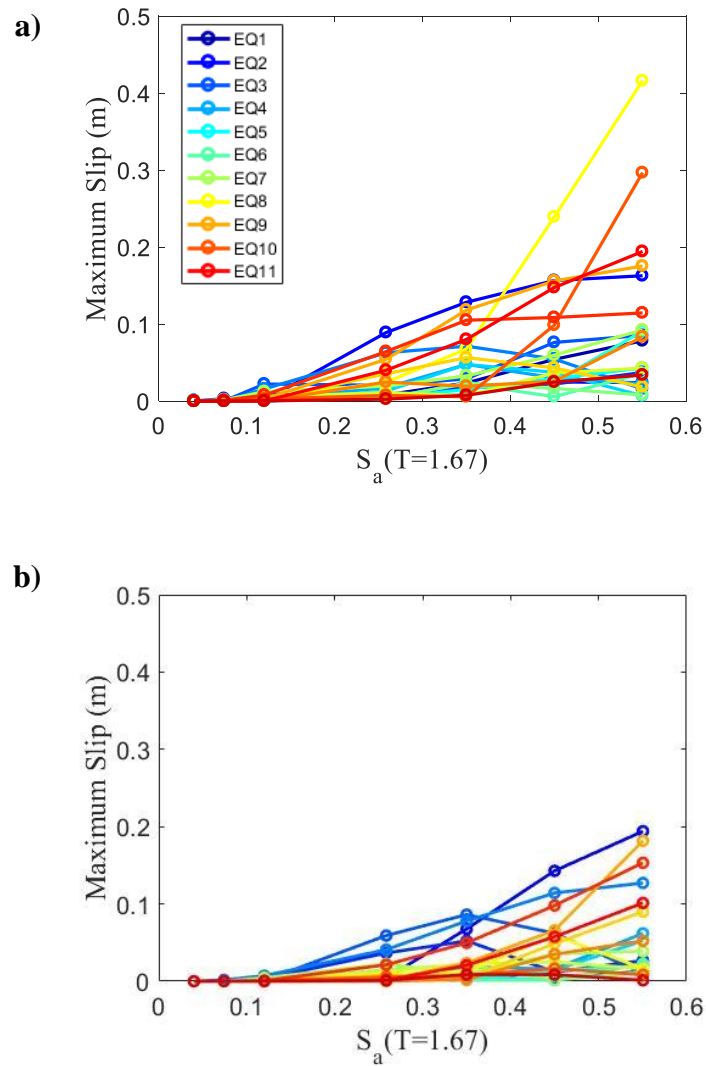 a)
0.5
0.4
0.3
0.2
0.1
0
Maximum Slip (m)
EQ1
EQ2
EQ3
EQ4
EQ5
EQ6
EQ7
EQ8
EQ9
EQ10
EQ11
0 0.1 0.2 0.3 0.4 0.5 0.6
Sa(T=1.67)
b)
0.5
0.4
0.3
0.2
0.1
0
Maximum Slip (m)
0 0.1 0.2 0.3 0.4 0.5 0.6
Sa(T=1.67)